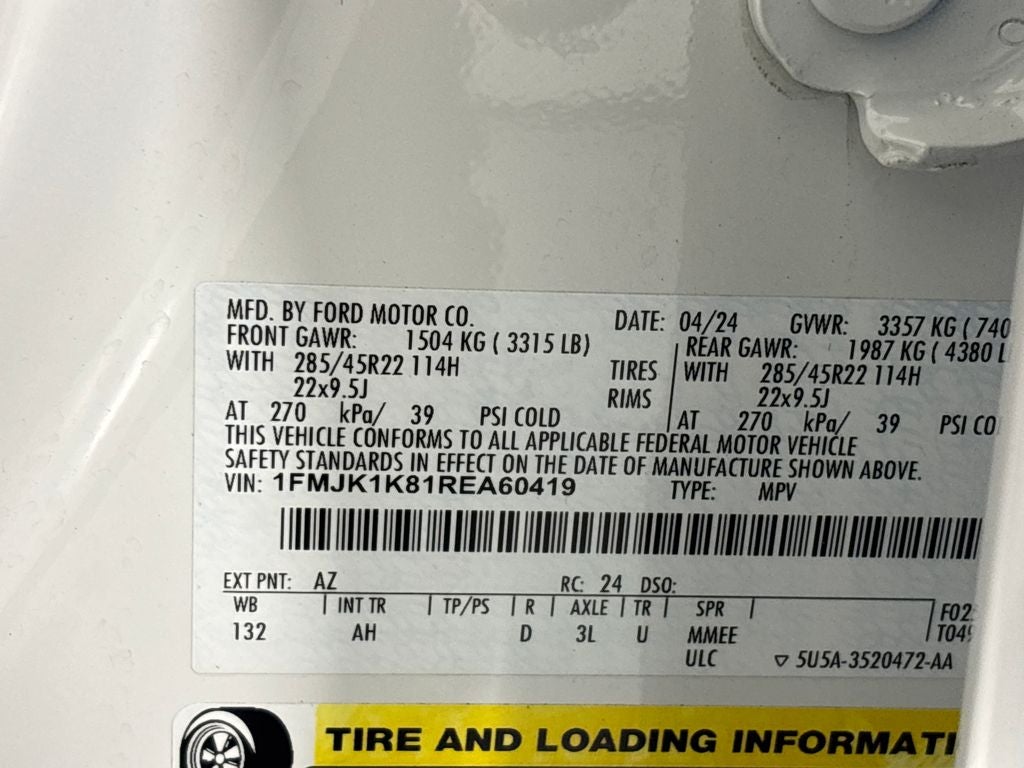 MFD. BY FORD MOTOR CO.
DATE: 04/24 GVWR: 3357 KG ( 740
FRONT GAWR: 1504 KG ( 3315 LB)
REAR GAWR: 1987 KG ( 4380 L
WITH 285/45R22 114H TIRES WITH 285/45R22 114H
22x9.5J RIMS 22x9.5J
AT 270 kPa/ 39 PSI COLD AT 270 kPa/ 39 PSI CO
THIS VEHICLE CONFORMS TO ALL APPLICABLE FEDERAL MOTOR VEHICLE
SAFETY STANDARDS IN EFFECT ON THE DATE OF MANUFACTURE SHOWN ABOVE.
VIN: 1FMJK1K81REA60419 TYPE: MPV
EXT PNT: AZ RC: 24 DSO:
WB INT TR TP/PS R AXLE TR SPR F02
132 AH D 3L U MMEE T04
ULC 5U5A-3520472-AA
TIRE AND LOADING INFORMATI